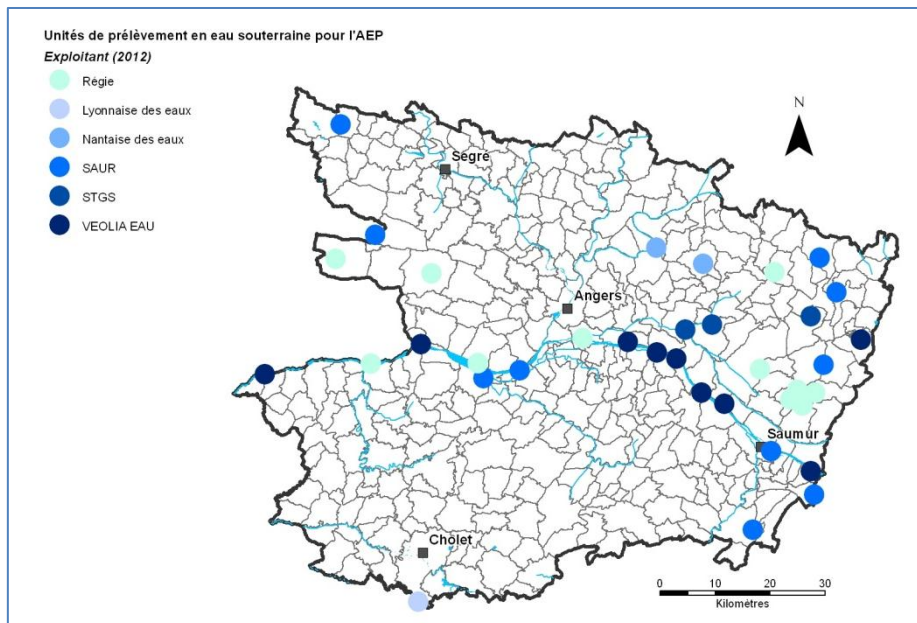 Unités de prélèvement en eau souterraine pour l'AEP
Exploitant (2012)
Régie
Lyonnaise des eaux
Nantaise des eaux
SAUR
STGS
VEOLIA EAU
N
Segré
Angers
Saumur
Cholet
0 10 20 30
Kilomètres